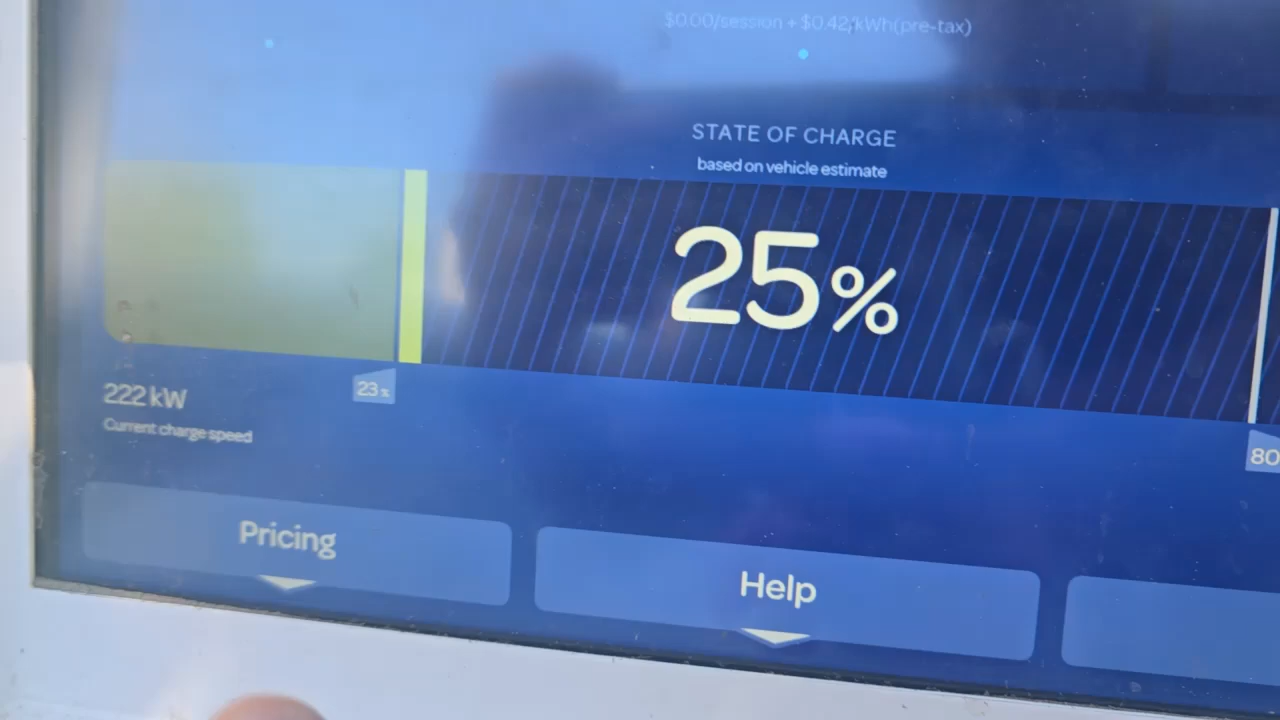 $0.00/session + $0.42/kWh(pre-tax)
STATE OF CHARGE
based on vehicle estimate
25%
23%
222 kW
Current charge speed
80
Pricing
Help